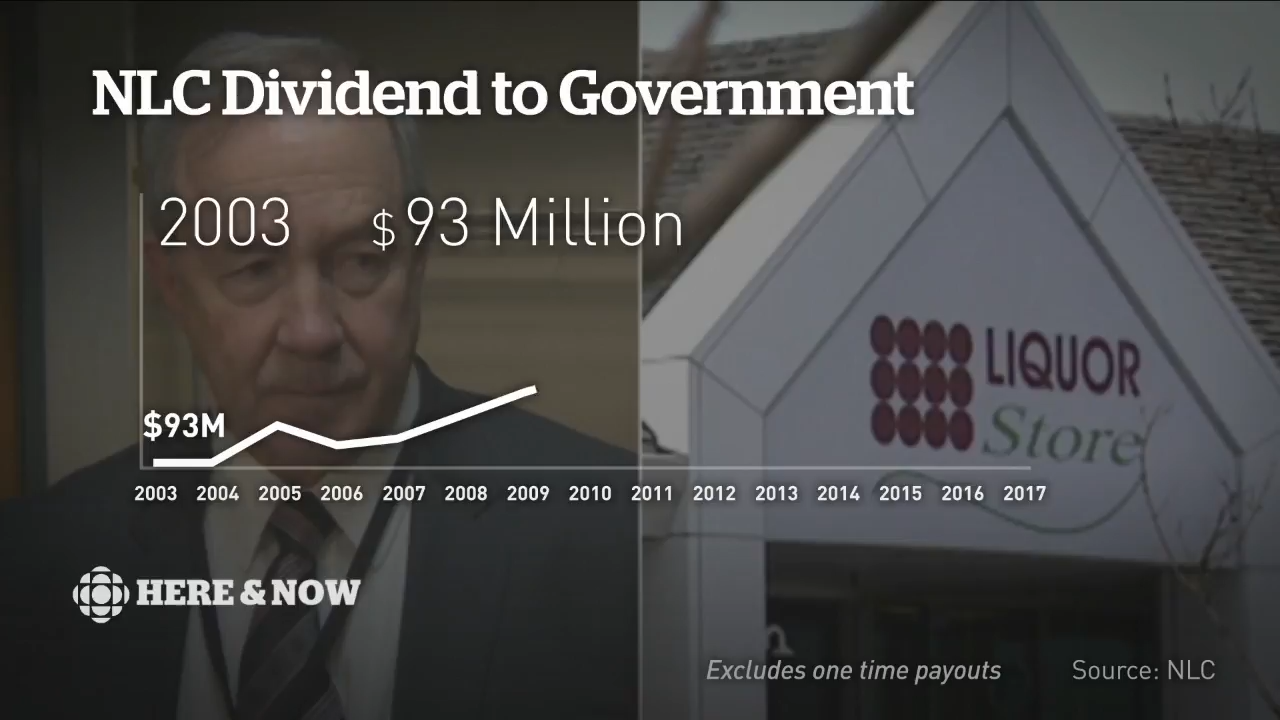 NLC Dividend to Government
2003 $93 Million
$93M
2003 2004 2005 2006 2007 2008 2009 2010 2011 2012 2013 2014 2015 2016 2017
LIQUOR
Store
HERE & NOW
Excludes one time payouts Source: NLC